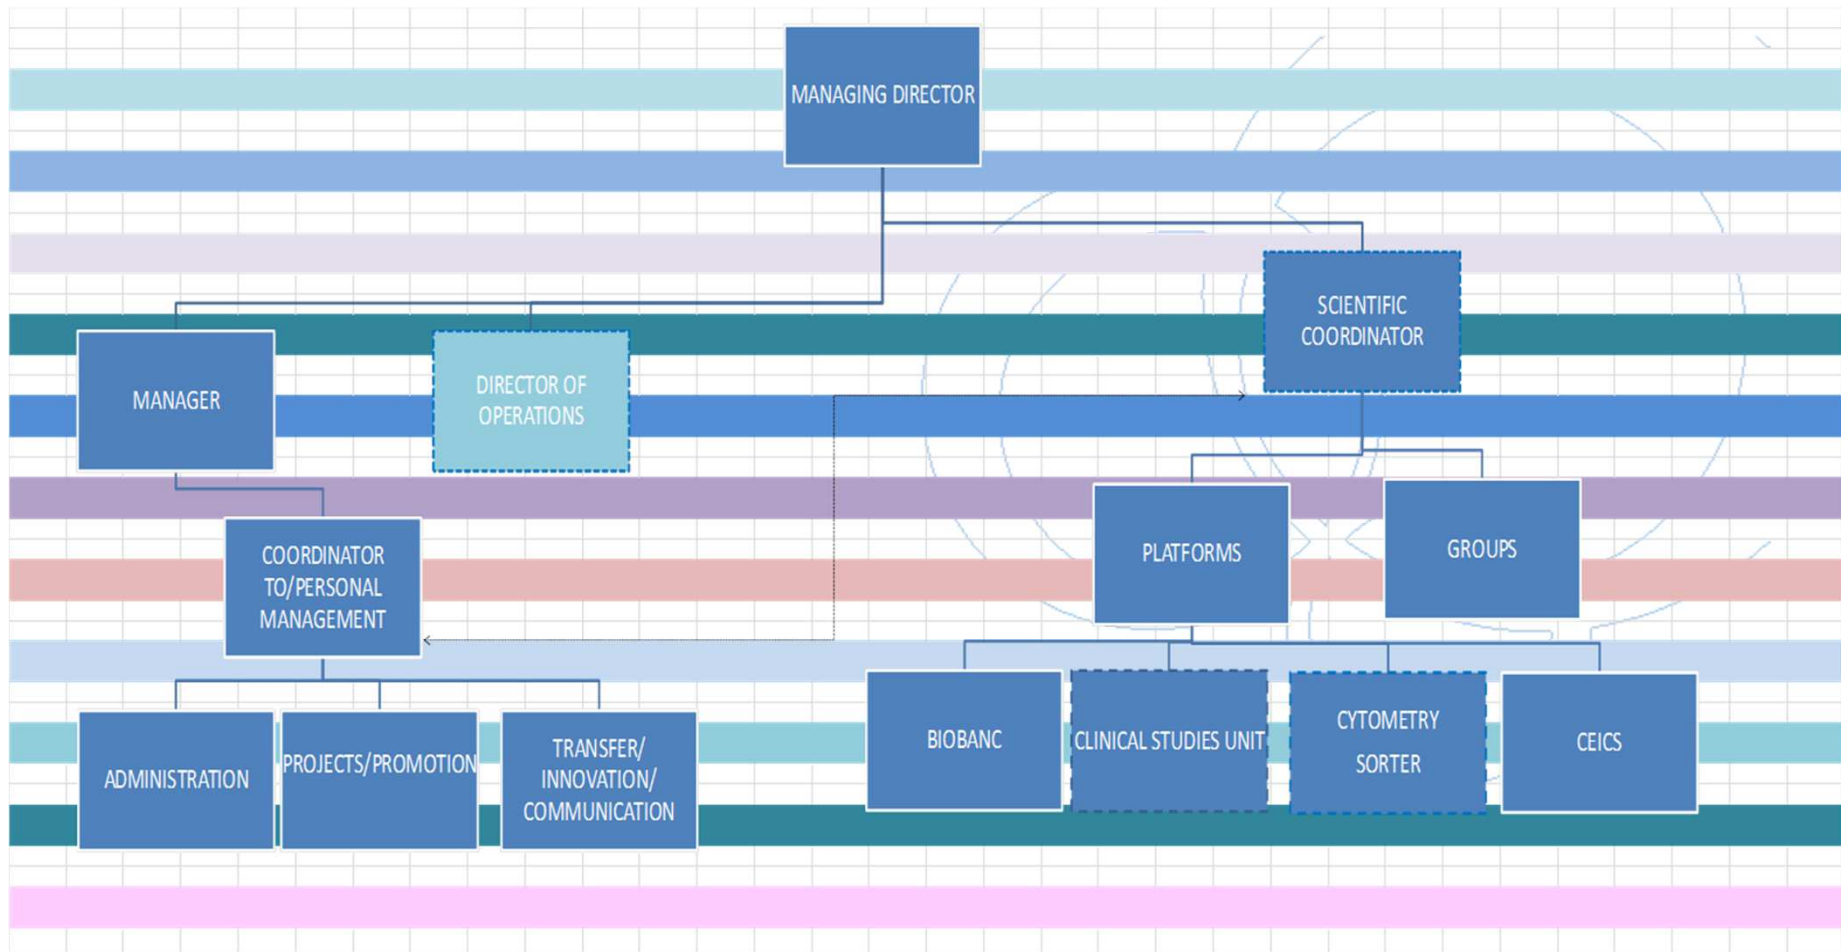 MANAGING DIRECTOR
SCIENTIFIC
COORDINATOR
MANAGER
DIRECTOR OF
OPERATIONS
COORDINATOR
TO/PERSONAL
MANAGEMENT
PLATFORMS
GROUPS
ADMINISTRATION
PROJECTS/PROMOTION
TRANSFER/
INNOVATION/
COMMUNICATION
BIOBANC
CLINICAL STUDIES UNIT
CYTOMETRY
SORTER
CEICS